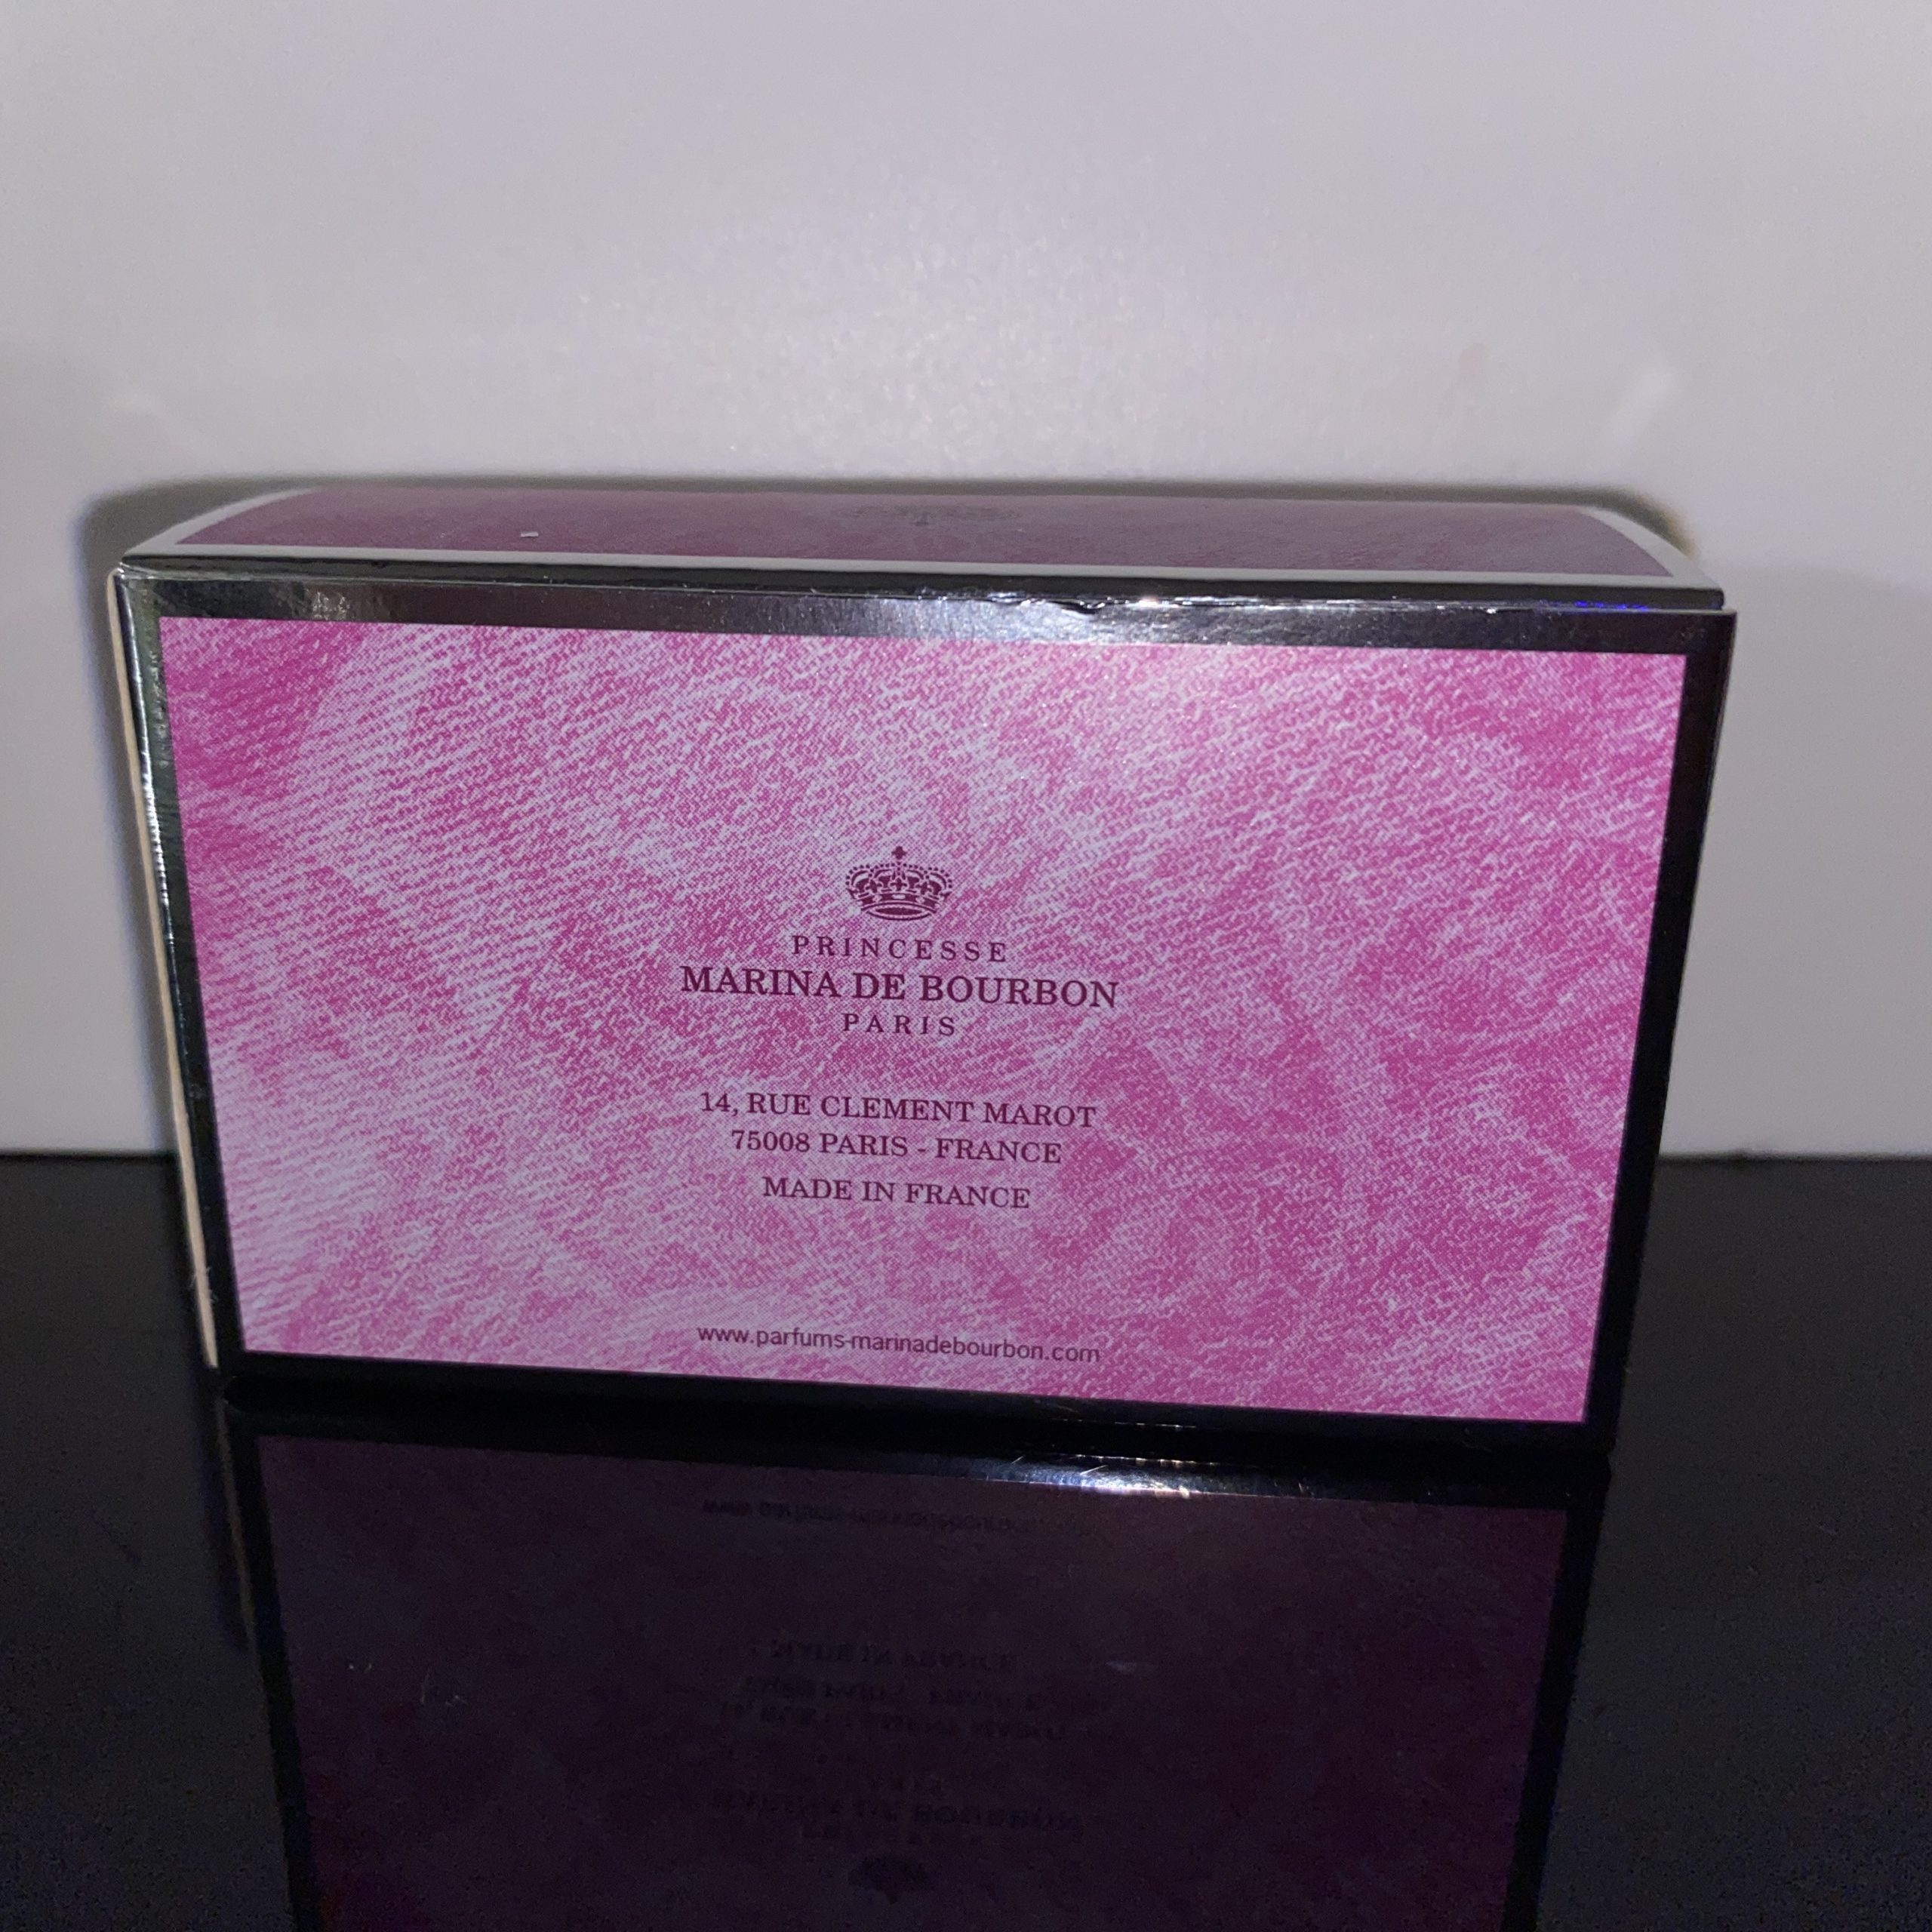 PRINCESSE
MARINA DE BOURBON
PARIS
14, RUE CLEMENT MAROT
75008 PARIS - FRANCE
MADE IN FRANCE
www.parfums-marinadebourbon.com